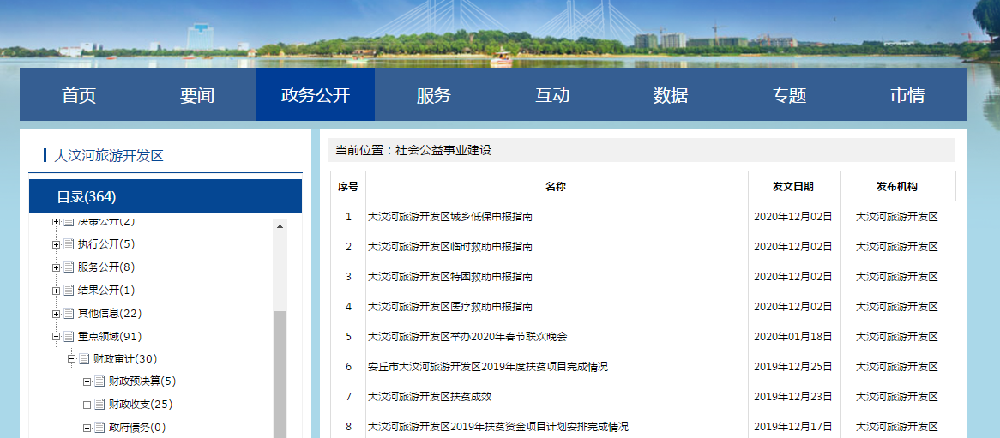 首页 要闻 政务公开 服务 互动 数据 专题 市情
大汶河旅游开发区
目录(364)
决策公开(2)
执行公开(5)
服务公开(8)
结果公开(1)
其他信息(22)
重点领域(91)
财政审计(30)
财政预决算(5)
财政收支(25)
政府债务(0)
当前位置：社会公益事业建设
序号 名称 发文日期 发布机构
1 大汶河旅游开发区城乡低保申报指南 2020年12月02日 大汶河旅游开发区
2 大汶河旅游开发区临时救助申报指南 2020年12月02日 大汶河旅游开发区
3 大汶河旅游开发区特困救助申报指南 2020年12月02日 大汶河旅游开发区
4 大汶河旅游开发区医疗救助申报指南 2020年12月02日 大汶河旅游开发区
5 大汶河旅游开发区举办2020年春节联欢晚会 2020年01月18日 大汶河旅游开发区
6 安丘市大汶河旅游开发区2019年度扶贫项目完成情况 2019年12月25日 大汶河旅游开发区
7 大汶河旅游开发区扶贫成效 2019年12月23日 大汶河旅游开发区
8 大汶河旅游开发区2019年扶贫资金项目计划安排完成情况 2019年12月17日 大汶河旅游开发区